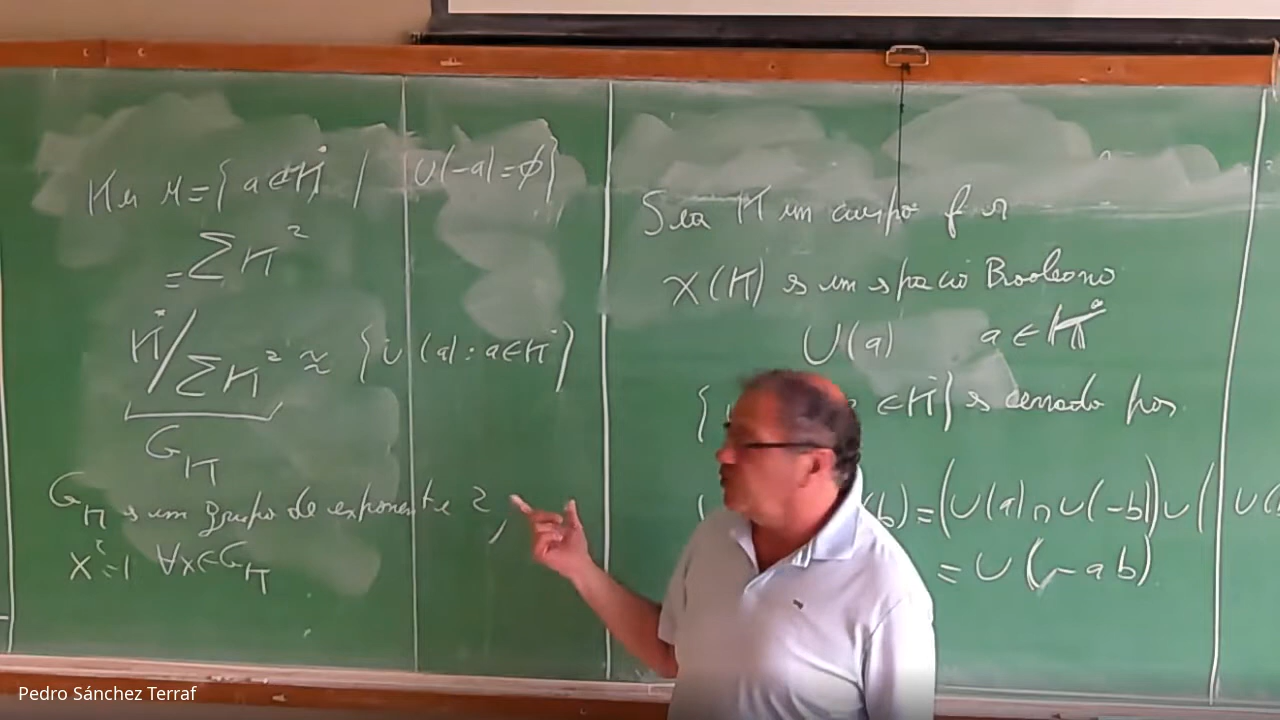 Ker μ = { a ∈ K* | U(-a) = ∅ }
= Σ K²
K*/ΣK² ≈ { U(a) : a ∈ K* }
G_K
G_K es un grupo de exponente 2,
x² = 1 ∀x ∈ G_K
Sea K un cuerpo f r
X(K) es un espacio Booleano
U(a) a ∈ K*
{ ∈ K* } es cerrado por
(b) = (U(a) ∩ U(-b)) ∪ ( U(
= U(-ab)
Pedro Sánchez Terraf